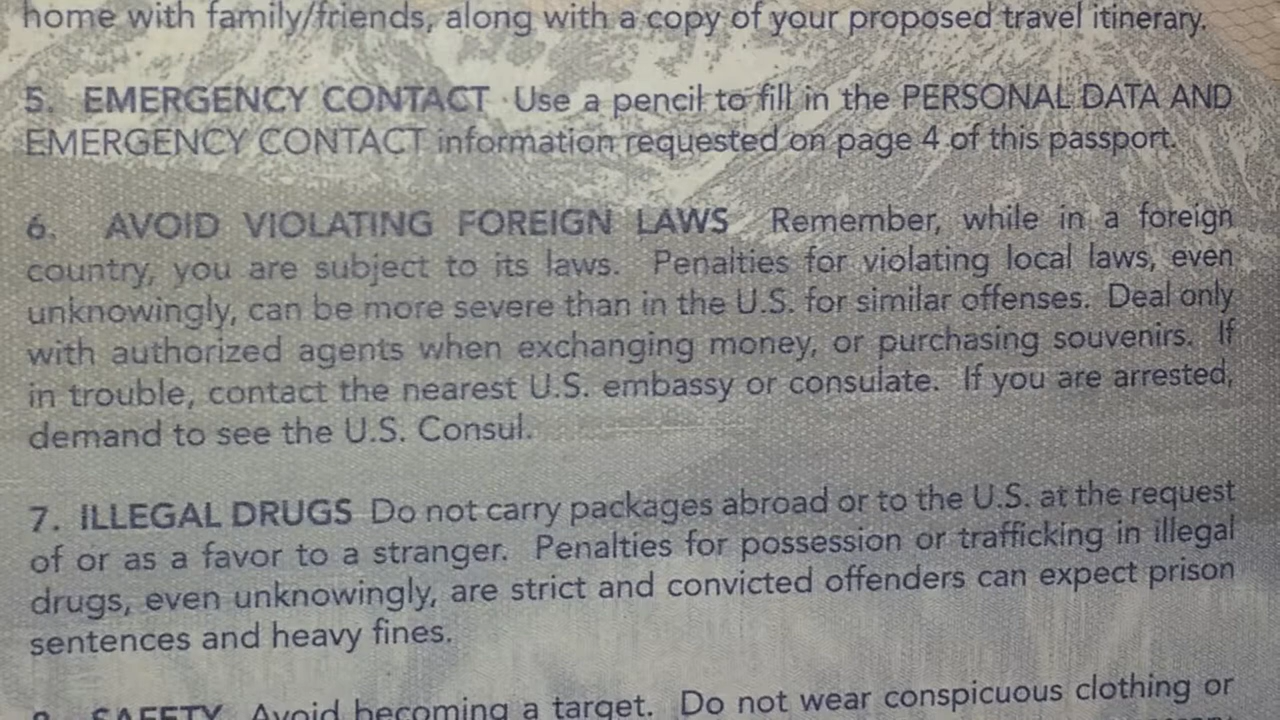 home with family/friends, along with a copy of your proposed travel itinerary.
5. EMERGENCY CONTACT Use a pencil to fill in the PERSONAL DATA AND
EMERGENCY CONTACT information requested on page 4 of this passport.
6. AVOID VIOLATING FOREIGN LAWS Remember, while in a foreign
country, you are subject to its laws. Penalties for violating local laws, even
unknowingly, can be more severe than in the U.S. for similar offenses. Deal only
with authorized agents when exchanging money, or purchasing souvenirs. If
in trouble, contact the nearest U.S. embassy or consulate. If you are arrested,
demand to see the U.S. Consul.
7. ILLEGAL DRUGS Do not carry packages abroad or to the U.S. at the request
of or as a favor to a stranger. Penalties for possession or trafficking in illegal
drugs, even unknowingly, are strict and convicted offenders can expect prison
sentences and heavy fines.
8. SAFETY Avoid becoming a target. Do not wear conspicuous clothing or